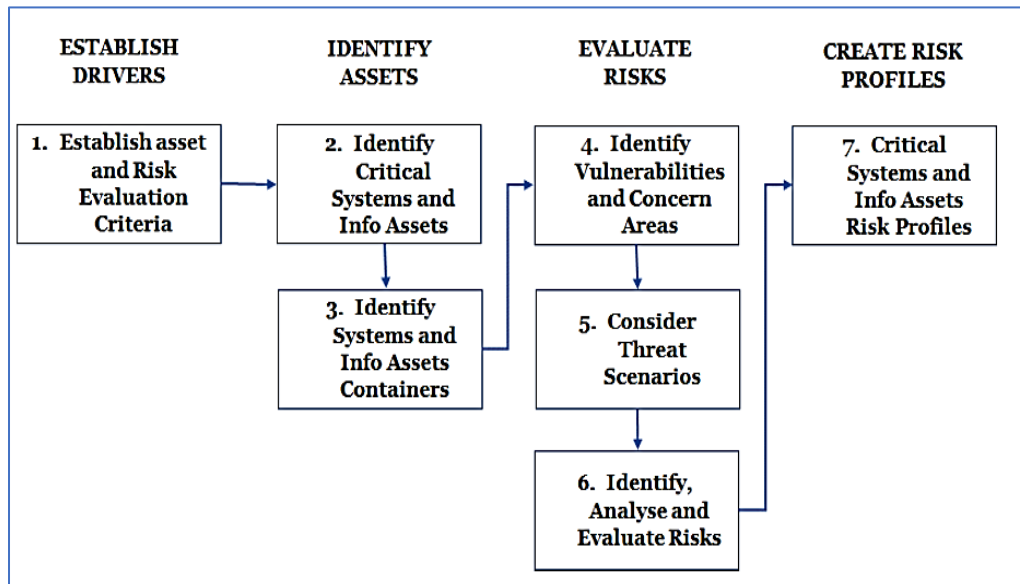 ESTABLISH
DRIVERS
IDENTIFY
ASSETS
EVALUATE
RISKS
CREATE RISK
PROFILES
1. Establish asset
and Risk
Evaluation
Criteria
2. Identify
Critical
Systems and
Info Assets
3. Identify
Systems and
Info Assets
Containers
4. Identify
Vulnerabilities
and Concern
Areas
5. Consider
Threat
Scenarios
6. Identify,
Analyse and
Evaluate Risks
7. Critical
Systems and
Info Assets
Risk Profiles